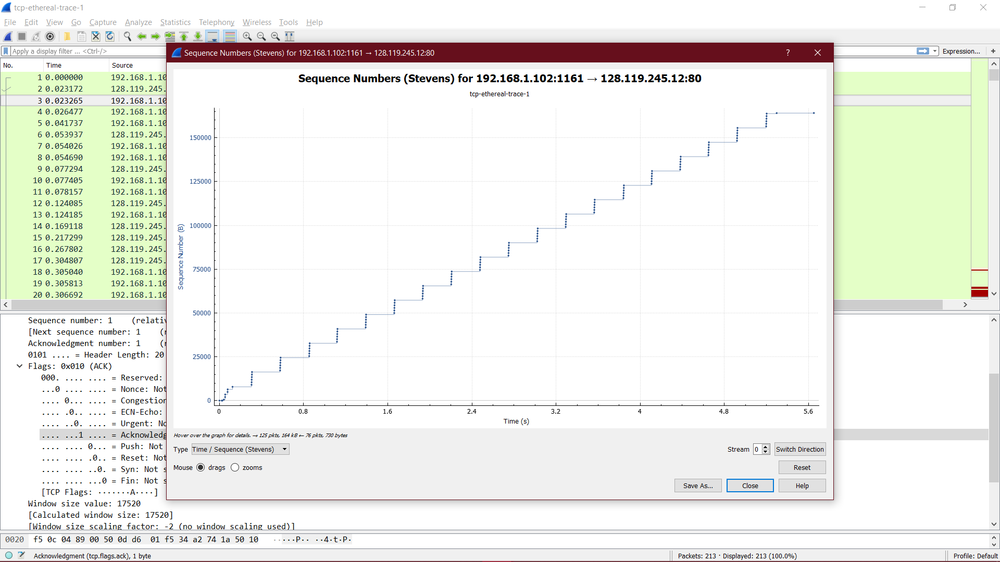 tcp-ethereal-trace-1
File Edit View Go Capture Analyze Statistics Telephony Wireless Tools Help
Apply a display filter ... <Ctrl-/>
Expression...
No. Time Source
1 0.000000 192.168.1.10
2 0.023172 128.119.245.
3 0.023265 192.168.1.10
4 0.026477 192.168.1.10
5 0.041737 192.168.1.10
6 0.053937 128.119.245.
7 0.054026 192.168.1.10
8 0.054690 192.168.1.10
9 0.077294 128.119.245.
10 0.077405 192.168.1.10
11 0.078157 192.168.1.10
12 0.124085 128.119.245.
13 0.124185 192.168.1.10
14 0.169118 128.119.245.
15 0.217299 128.119.245.
16 0.267802 128.119.245.
17 0.304807 128.119.245.
18 0.305040 192.168.1.10
19 0.305813 192.168.1.10
20 0.306692 192.168.1.10
Sequence number: 1 (relativ
[Next sequence number: 1 (r
Acknowledgment number: 1 (r
0101 .... = Header Length: 20
Flags: 0x010 (ACK)
000. .... .... = Reserved:
...0 .... .... = Nonce: Not
.... 0... .... = Congestion
.... .0.. .... = ECN-Echo:
.... ..0. .... = Urgent: No
.... ...1 .... = Acknowledg
.... .... 0... = Push: Not
.... .... .0.. = Reset: Not
.... .... ..0. = Syn: Not s
.... .... ...0 = Fin: Not s
[TCP Flags: ·······A····]
Window size value: 17520
[Calculated window size: 17520]
[Window size scaling factor: -2 (no window scaling used)]
0020 f5 0c 04 89 00 50 0d d6 01 f5 34 a2 74 1a 50 10 ·····P·· ··4·t·P·
Acknowledgment (tcp.flags.ack), 1 byte
Packets: 213 · Displayed: 213 (100.0%)
Profile: Default
Sequence Numbers (Stevens) for 192.168.1.102:1161 → 128.119.245.12:80
?
Sequence Numbers (Stevens) for 192.168.1.102:1161 → 128.119.245.12:80
tcp-ethereal-trace-1
Sequence Number (B)
150000
125000
100000
75000
50000
25000
0
0 0.8 1.6 2.4 3.2 4 4.8 5.6
Time (s)
Hover over the graph for details. → 125 pkts, 164 kB ← 76 pkts, 730 bytes
Type Time / Sequence (Stevens)
Stream 0 Switch Direction
Mouse drags zooms
Reset
Save As... Close Help